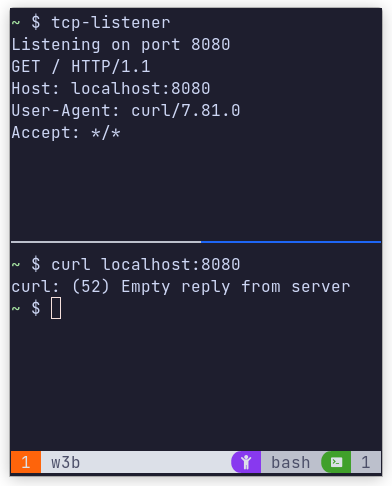 ~ $ tcp-listener
Listening on port 8080
GET / HTTP/1.1
Host: localhost:8080
User-Agent: curl/7.81.0
Accept: */*
~ $ curl localhost:8080
curl: (52) Empty reply from server
~ $
1 w3b bash 1